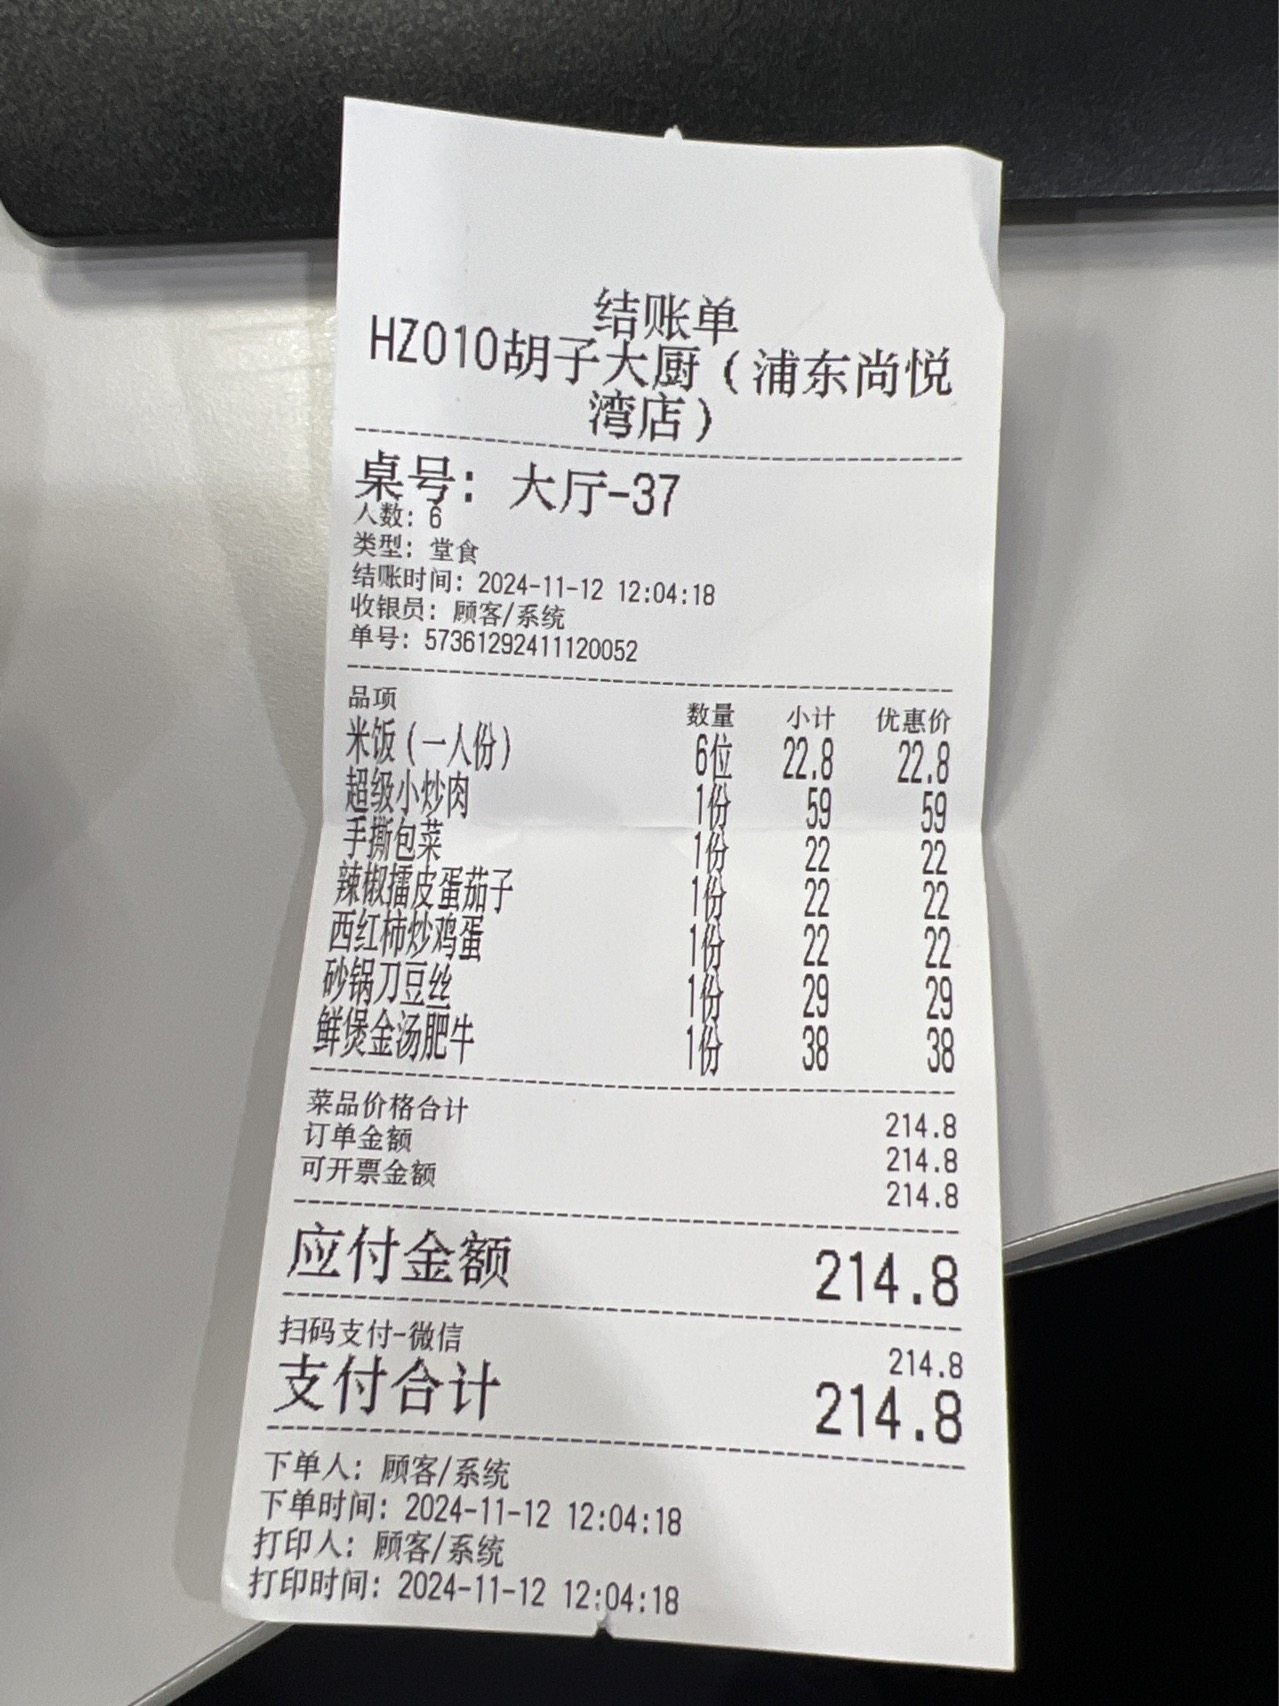 结账单
HZ010胡子大厨(浦东尚悦
湾店)
桌号: 大厅-37
人数: 6
类型: 堂食
结账时间: 2024-11-12 12:04:18
收银员: 顾客/系统
单号: 57361292411120052
品项 数量 小计 优惠价
米饭(一人份) 6位 22.8 22.8
超级小炒肉 1份 59 59
手撕包菜 1份 22 22
辣椒擂皮蛋茄子 1份 22 22
西红柿炒鸡蛋 1份 22 22
砂锅刀豆丝 1份 29 29
鲜煲金汤肥牛 1份 38 38
菜品价格合计 214.8
订单金额 214.8
可开票金额 214.8
应付金额 214.8
扫码支付-微信 214.8
支付合计 214.8
下单人: 顾客/系统
下单时间: 2024-11-12 12:04:18
打印人: 顾客/系统
打印时间: 2024-11-12 12:04:18